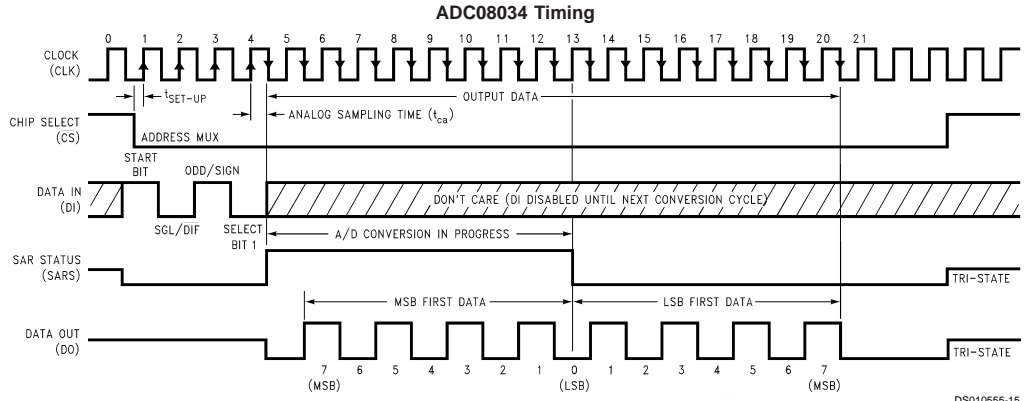 ADC08034 Timing
0 1 2 3 4 5 6 7 8 9 10 11 12 13 14 15 16 17 18 19 20 21
CLOCK
(CLK)
tSET-UP
OUTPUT DATA
ANALOG SAMPLING TIME (tca)
CHIP SELECT
(CS)
ADDRESS MUX
START
BIT
ODD/SIGN
DATA IN
(DI)
DON'T CARE (DI DISABLED UNTIL NEXT CONVERSION CYCLE)
SGL/DIF
SELECT
BIT 1
A/D CONVERSION IN PROGRESS
SAR STATUS
(SARS)
TRI-STATE
MSB FIRST DATA
LSB FIRST DATA
DATA OUT
(DO)
TRI-STATE
7 6 5 4 3 2 1 0 1 2 3 4 5 6 7
(MSB) (LSB) (MSB)
DS010555-15